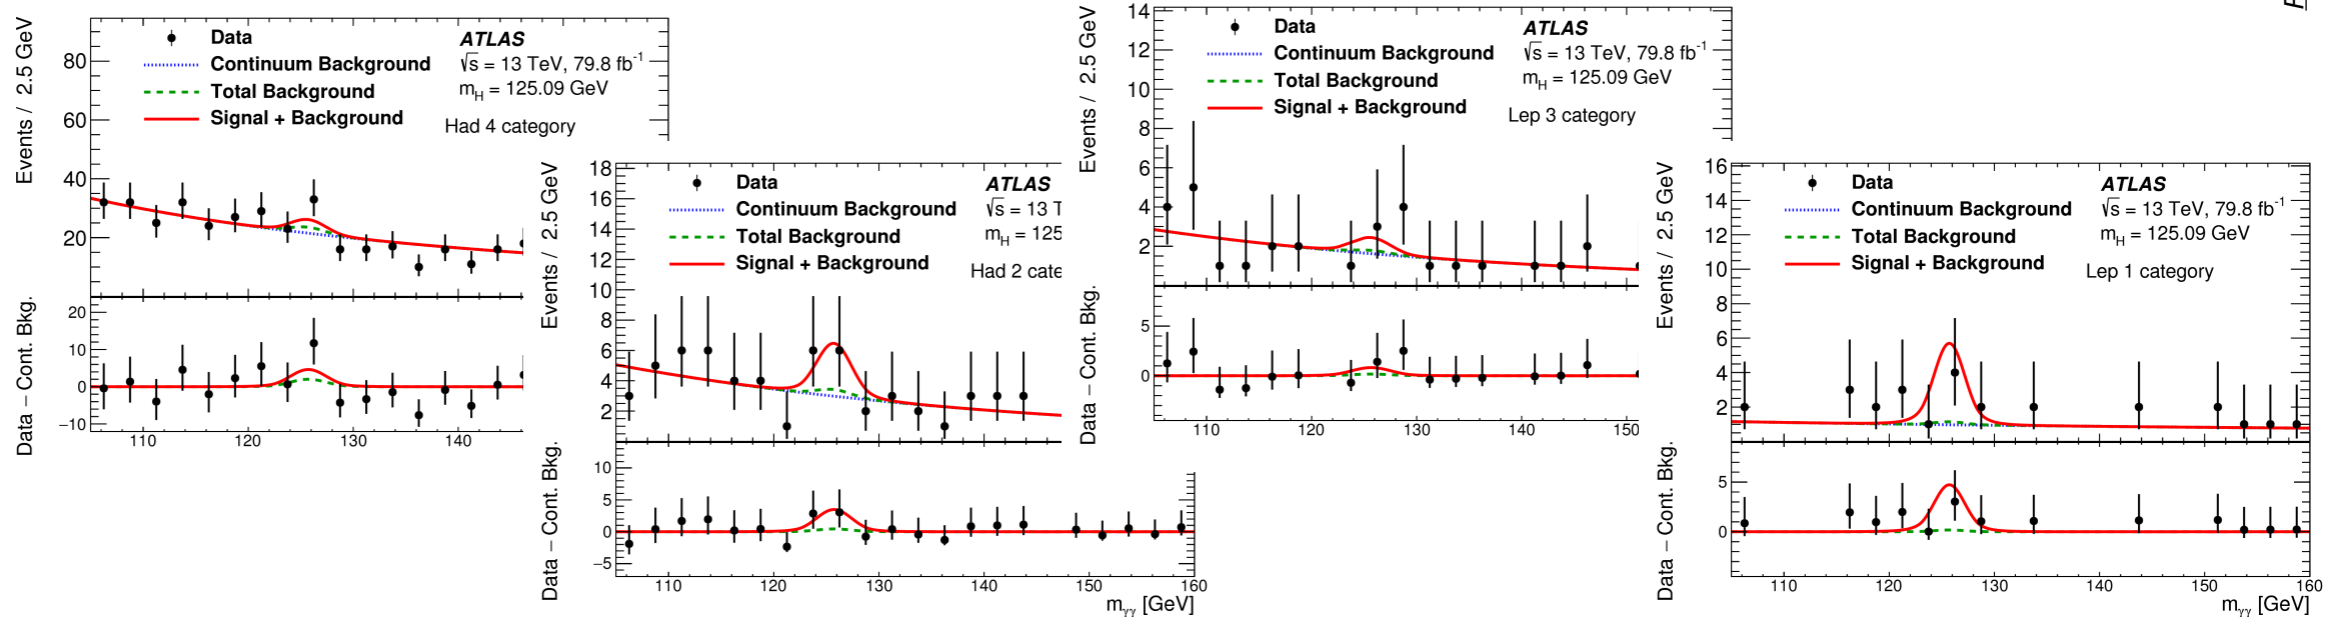 Events / 2.5 GeV
80
60
40
20
Data
Continuum Background
Total Background
Signal + Background
ATLAS
√s = 13 TeV, 79.8 fb⁻¹
m_H = 125.09 GeV
Had 4 category
Data − Cont. Bkg.
20
10
0
−10
110 120 130 140
Events / 2.5 GeV
18
16
14
12
10
8
6
4
2
Data
Continuum Background
Total Background
Signal + Background
ATLAS
√s = 13 T
m_H = 125
Had 2 cate
Data − Cont. Bkg.
10
5
0
−5
110 120 130 140 150 160
m_γγ [GeV]
Events / 2.5 GeV
14
12
10
8
6
4
2
Data
Continuum Background
Total Background
Signal + Background
ATLAS
√s = 13 TeV, 79.8 fb⁻¹
m_H = 125.09 GeV
Lep 3 category
Data − Cont. Bkg.
5
0
110 120 130 140 150
Events / 2.5 GeV
16
14
12
10
8
6
4
2
Data
Continuum Background
Total Background
Signal + Background
ATLAS
√s = 13 TeV, 79.8 fb⁻¹
m_H = 125.09 GeV
Lep 1 category
Data − Cont. Bkg.
5
0
110 120 130 140 150 160
m_γγ [GeV]